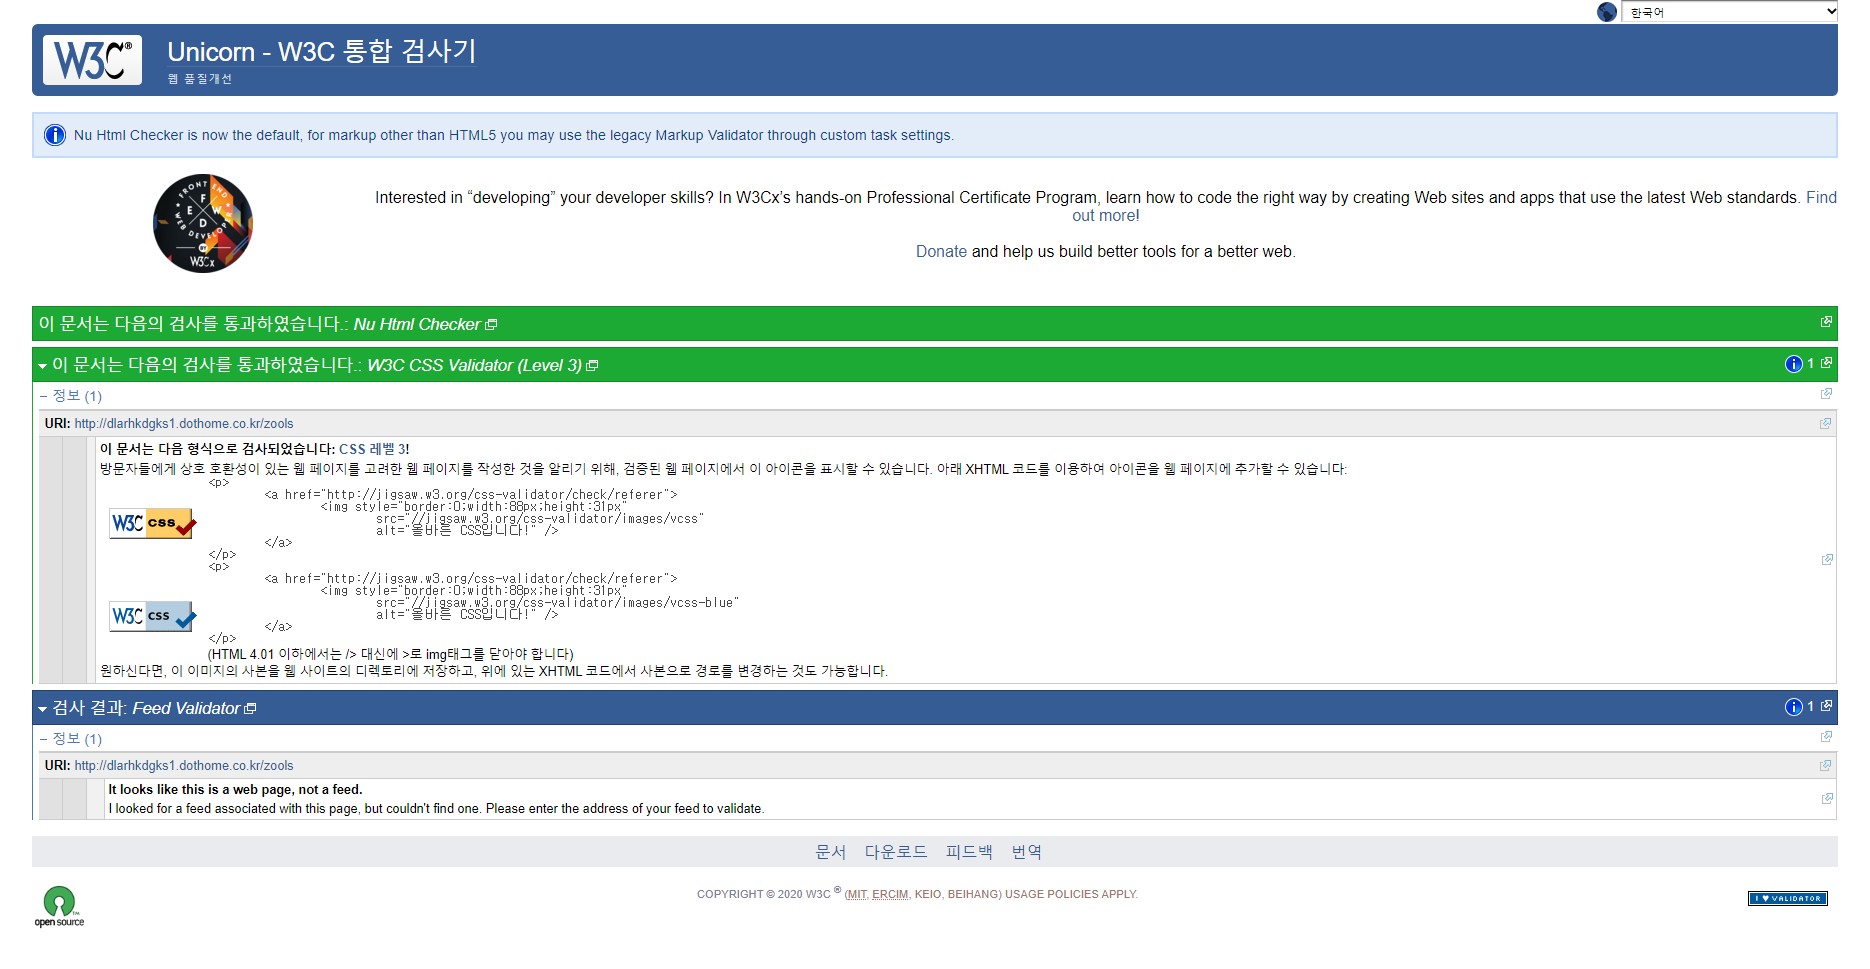 한국어
W3C®
Unicorn - W3C 통합 검사기
웹 품질개선
Nu Html Checker is now the default, for markup other than HTML5 you may use the legacy Markup Validator through custom task settings.
FRONT END
F
E W
D
WEB DEVELOPER
BY
W3Cx
Interested in “developing” your developer skills? In W3Cx’s hands-on Professional Certificate Program, learn how to code the right way by creating Web sites and apps that use the latest Web standards. Find
out more!
Donate and help us build better tools for a better web.
이 문서는 다음의 검사를 통과하였습니다.: Nu Html Checker
이 문서는 다음의 검사를 통과하였습니다.: W3C CSS Validator (Level 3)
1
− 정보 (1)
URI: http://dlarhkdgks1.dothome.co.kr/zools
이 문서는 다음 형식으로 검사되었습니다: CSS 레벨 3!
방문자들에게 상호 호환성이 있는 웹 페이지를 고려한 웹 페이지를 작성한 것을 알리기 위해, 검증된 웹 페이지에서 이 아이콘을 표시할 수 있습니다. 아래 XHTML 코드를 이용하여 아이콘을 웹 페이지에 추가할 수 있습니다:
W3C css
<p>
<a href="http://jigsaw.w3.org/css-validator/check/referer">
<img style="border:0;width:88px;height:31px"
src="//jigsaw.w3.org/css-validator/images/vcss"
alt="올바른 CSS입니다!" />
</a>
</p>
W3C css
<p>
<a href="http://jigsaw.w3.org/css-validator/check/referer">
<img style="border:0;width:88px;height:31px"
src="//jigsaw.w3.org/css-validator/images/vcss-blue"
alt="올바른 CSS입니다!" />
</a>
</p>
(HTML 4.01 이하에서는 /> 대신에 >로 img태그를 닫아야 합니다)
원하신다면, 이 이미지의 사본을 웹 사이트의 디렉토리에 저장하고, 위에 있는 XHTML 코드에서 사본으로 경로를 변경하는 것도 가능합니다.
검사 결과: Feed Validator
1
− 정보 (1)
URI: http://dlarhkdgks1.dothome.co.kr/zools
It looks like this is a web page, not a feed.
I looked for a feed associated with this page, but couldn't find one. Please enter the address of your feed to validate.
문서 다운로드 피드백 번역
COPYRIGHT © 2020 W3C ® (MIT, ERCIM, KEIO, BEIHANG) USAGE POLICIES APPLY.
open source™
I ♥ VALIDATOR